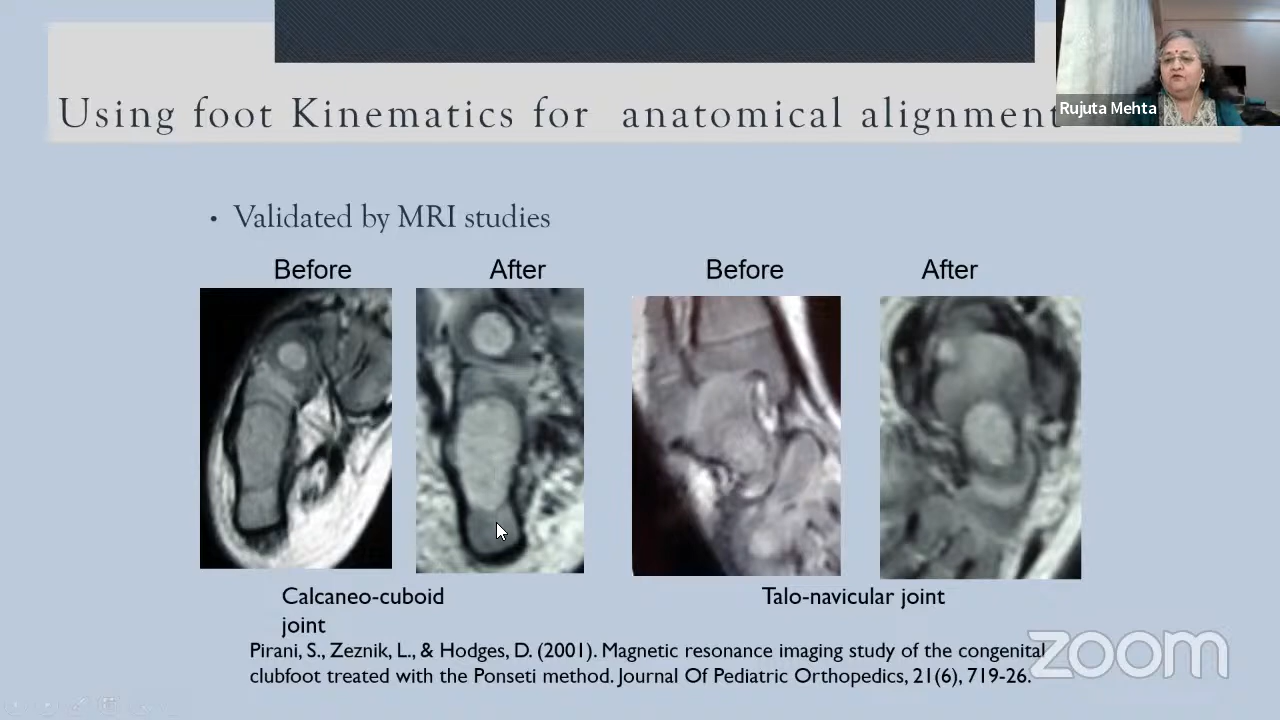 Rujuta Mehta
Using foot Kinematics for anatomical alignment
• Validated by MRI studies
Before
After
Before
After
Calcaneo-cuboid
joint
Talo-navicular joint
Pirani, S., Zeznik, L., & Hodges, D. (2001). Magnetic resonance imaging study of the congenital
clubfoot treated with the Ponseti method. Journal Of Pediatric Orthopedics, 21(6), 719-26.
zoom